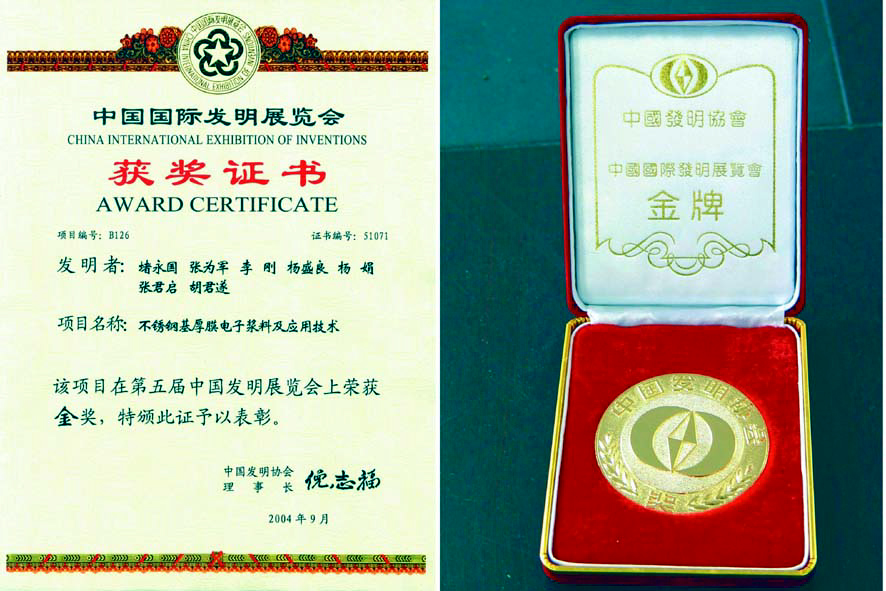 中国国际发明展览会
CHINA INTERNATIONAL EXHIBITION OF INVENTIONS
获奖证书
AWARD CERTIFICATE
项目编号：B126 证书编号：51071
发明者：堵永国 张为军 李刚 杨盛良 杨娟
张君启 胡君遂
项目名称：不锈钢基厚膜电子浆料及应用技术
该项目在第五届中国发明展览会上荣获
金奖，特颁此证予以表彰。
中国发明协会
理事长 倪志福
2004年9月
中國發明協會
中國國際發明展覽會
金牌
中国发明协会
奖